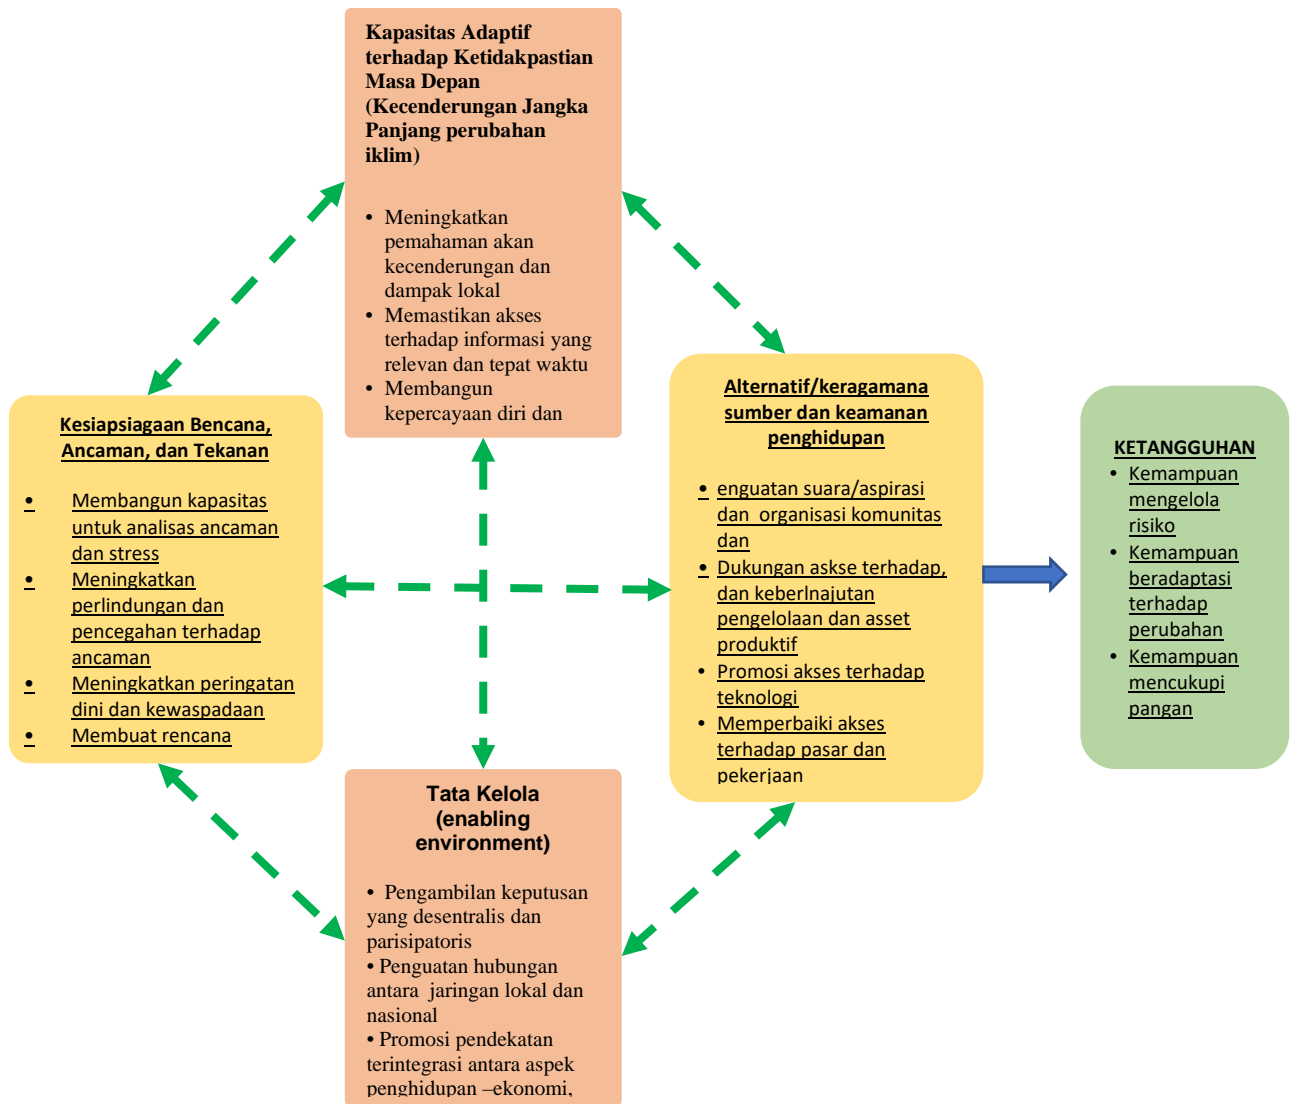 Kapasitas Adaptif
terhadap Ketidakpastian
Masa Depan
(Kecenderungan Jangka
Panjang perubahan
iklim)
• Meningkatkan
pemahaman akan
kecenderungan dan
dampak lokal
• Memastikan akses
terhadap informasi yang
relevan dan tepat waktu
• Membangun
kepercayaan diri dan
Kesiapsiagaan Bencana,
Ancaman, dan Tekanan
• Membangun kapasitas
untuk analisas ancaman
dan stress
• Meningkatkan
perlindungan dan
pencegahan terhadap
ancaman
• Meningkatkan peringatan
dini dan kewaspadaan
• Membuat rencana
Alternatif/keragamana
sumber dan keamanan
penghidupan
• enguatan suara/aspirasi
dan organisasi komunitas
dan
• Dukungan askse terhadap,
dan keberlnajutan
pengelolaan dan asset
produktif
• Promosi akses terhadap
teknologi
• Memperbaiki akses
terhadap pasar dan
pekerjaan
KETANGGUHAN
• Kemampuan
mengelola
risiko
• Kemampuan
beradaptasi
terhadap
perubahan
• Kemampuan
mencukupi
pangan
Tata Kelola
(enabling
environment)
• Pengambilan keputusan
yang desentralis dan
parisipatoris
• Penguatan hubungan
antara jaringan lokal dan
nasional
• Promosi pendekatan
terintegrasi antara aspek
penghidupan –ekonomi,